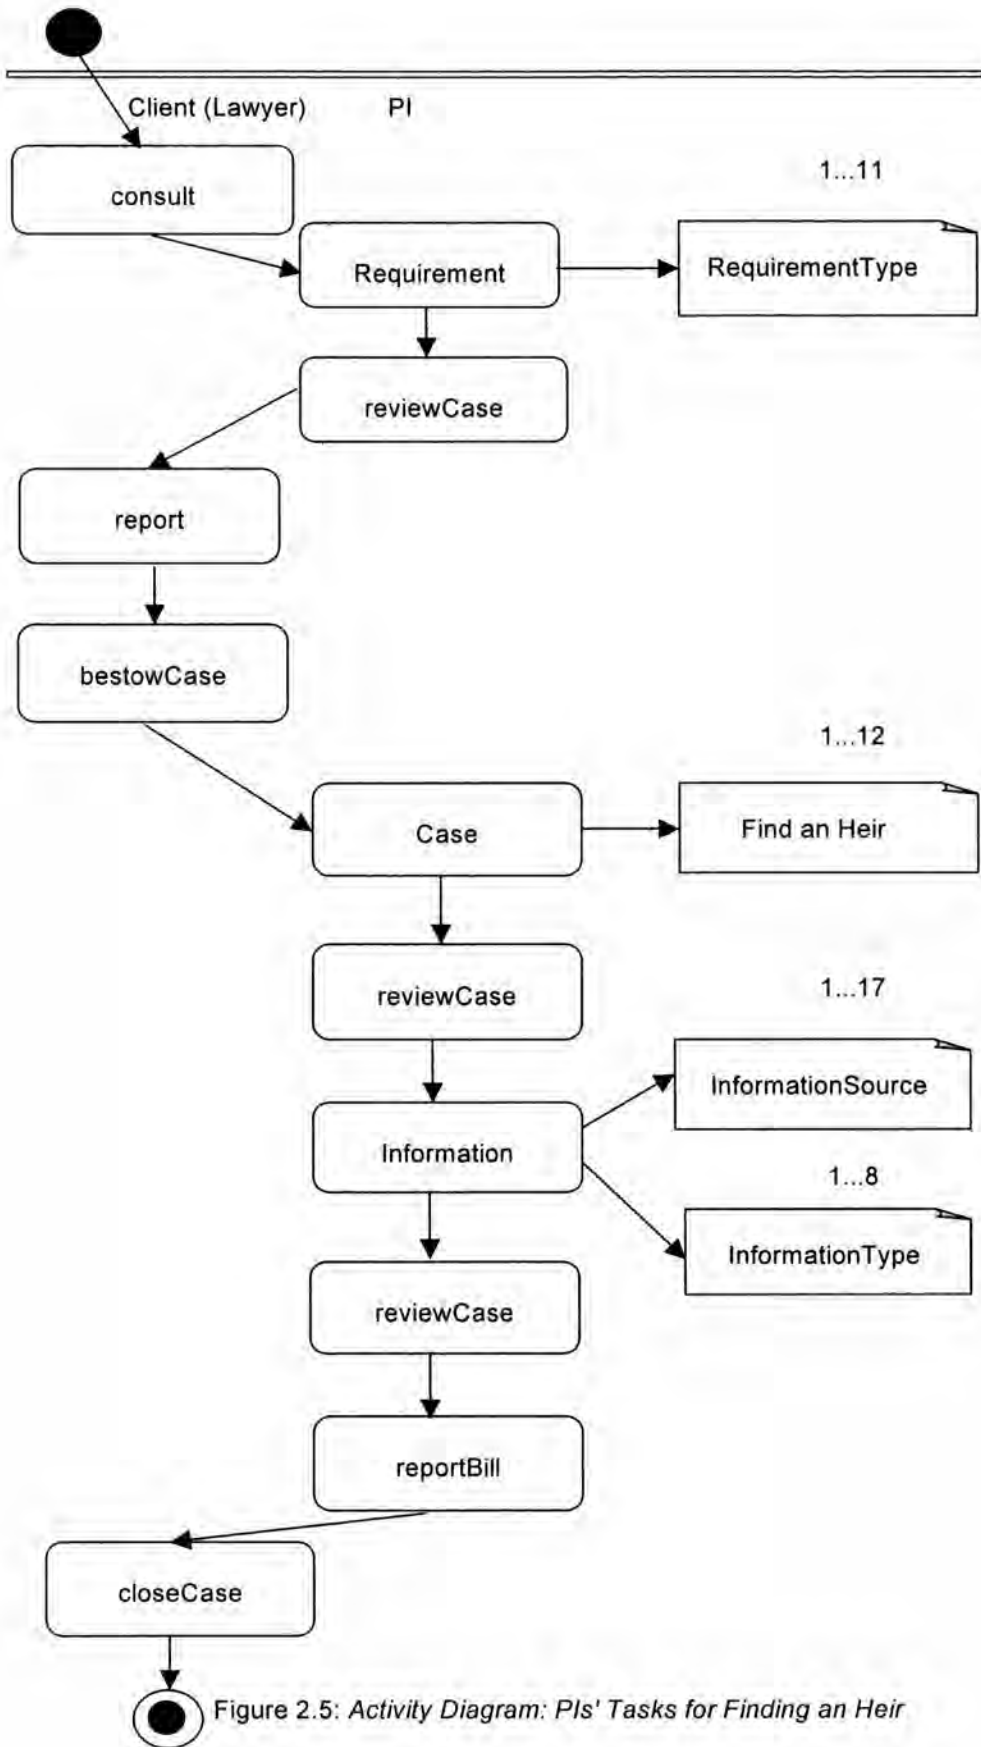 Client (Lawyer) PI
consult
1...11
Requirement
RequirementType
reviewCase
report
bestowCase
1...12
Case
Find an Heir
reviewCase
1...17
InformationSource
Information
1...8
InformationType
reviewCase
reportBill
closeCase
Figure 2.5: Activity Diagram: PIs' Tasks for Finding an Heir